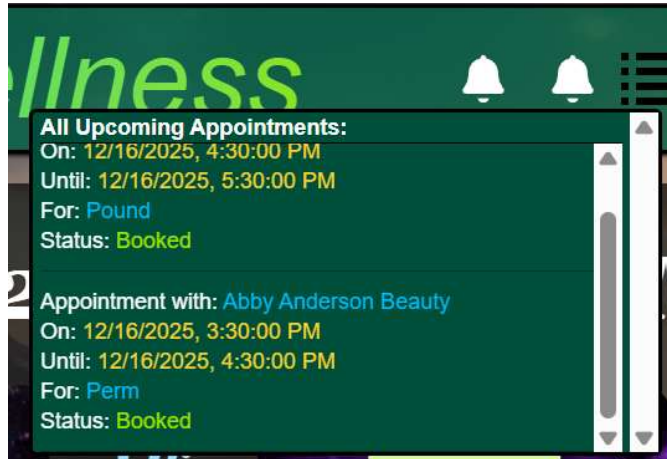 ellness
All Upcoming Appointments:
On: 12/16/2025, 4:30:00 PM
Until: 12/16/2025, 5:30:00 PM
For: Pound
Status: Booked
Appointment with: Abby Anderson Beauty
On: 12/16/2025, 3:30:00 PM
Until: 12/16/2025, 4:30:00 PM
For: Perm
Status: Booked